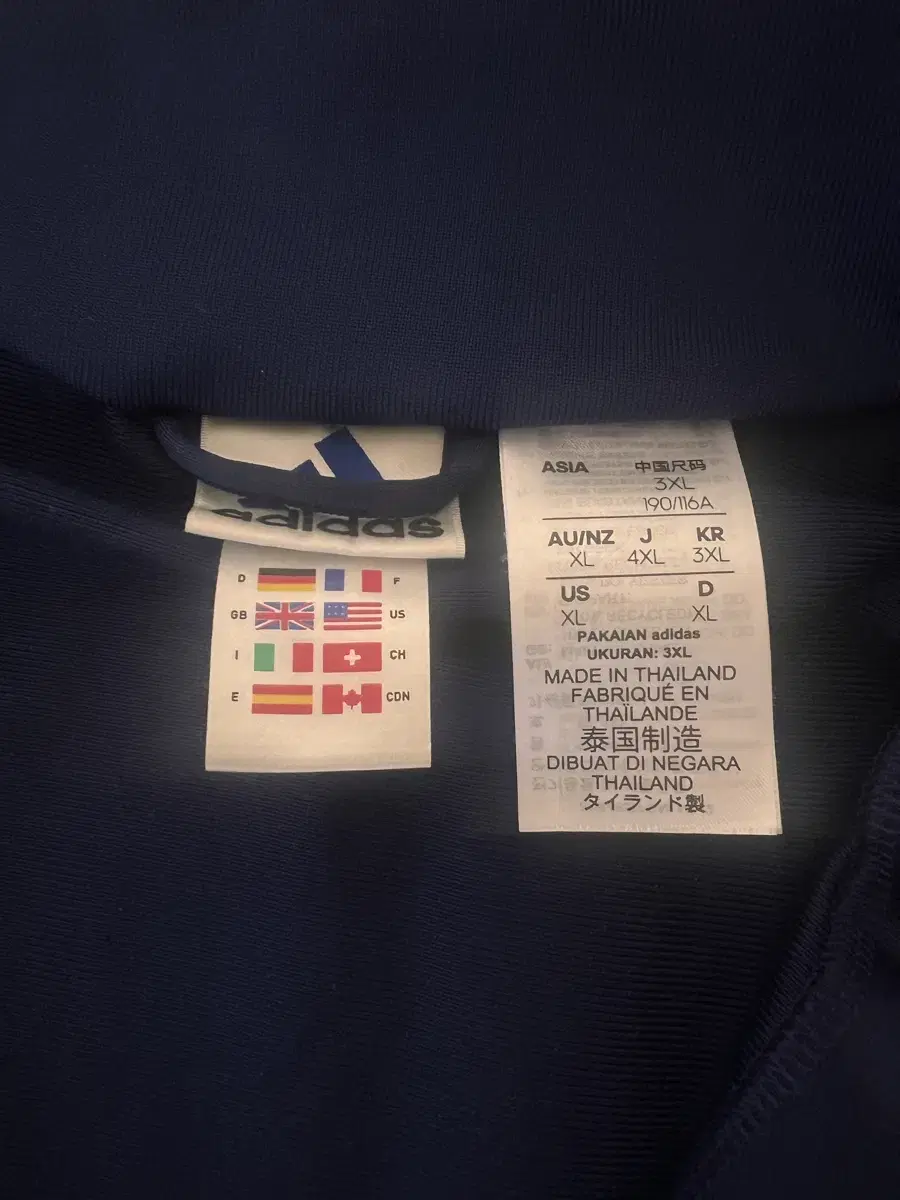 adidas
D F
GB US
I CH
E CDN
ASIA 中国尺码
3XL
190/116A
AU/NZ J KR
XL 4XL 3XL
US D
XL XL
PAKAIAN adidas
UKURAN: 3XL
MADE IN THAILAND
FABRIQUÉ EN
THAÏLANDE
泰国制造
DIBUAT DI NEGARA
THAILAND
タイランド製